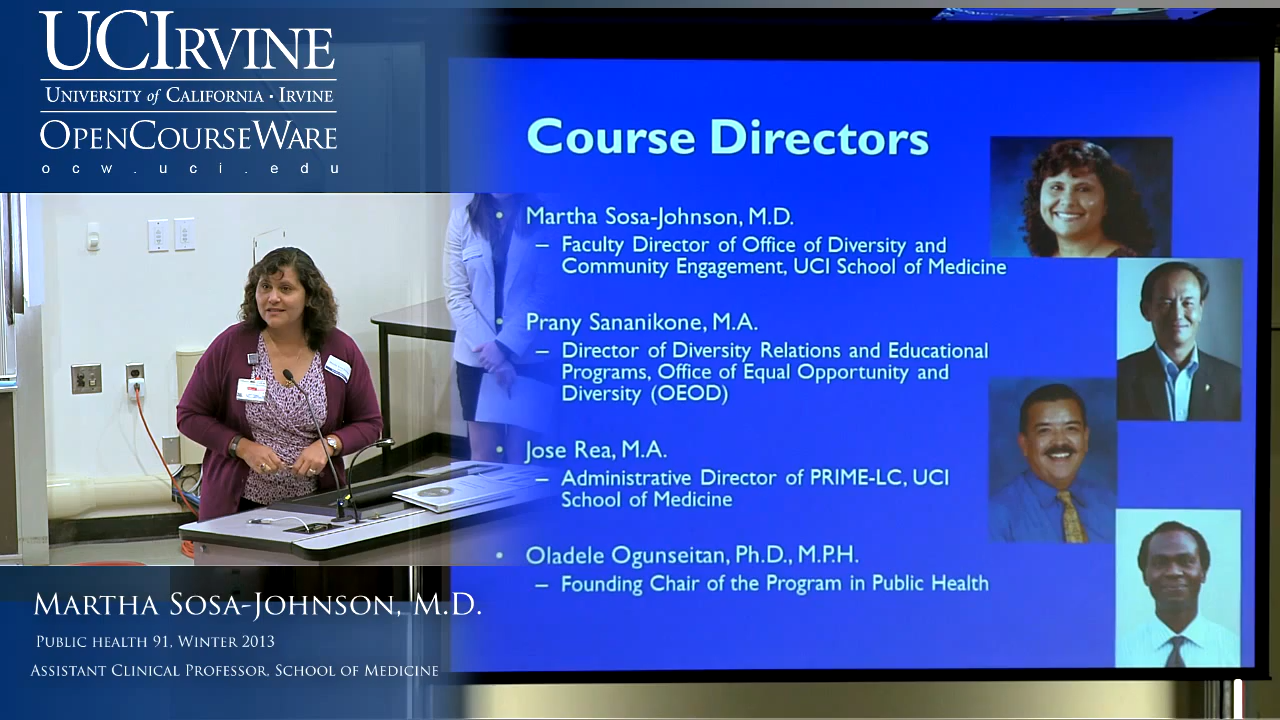 UCIRVINE
UNIVERSITY of CALIFORNIA · IRVINE
OPENCOURSEWARE
ocw.uci.edu
Course Directors
• Martha Sosa-Johnson, M.D.
– Faculty Director of Office of Diversity and
Community Engagement, UCI School of Medicine
• Prany Sananikone, M.A.
– Director of Diversity Relations and Educational
Programs, Office of Equal Opportunity and
Diversity (OEOD)
• Jose Rea, M.A.
– Administrative Director of PRIME-LC, UCI
School of Medicine
• Oladele Ogunseitan, Ph.D., M.P.H.
– Founding Chair of the Program in Public Health
MARTHA SOSA-JOHNSON, M.D.
PUBLIC HEALTH 91, WINTER 2013
ASSISTANT CLINICAL PROFESSOR, SCHOOL OF MEDICINE